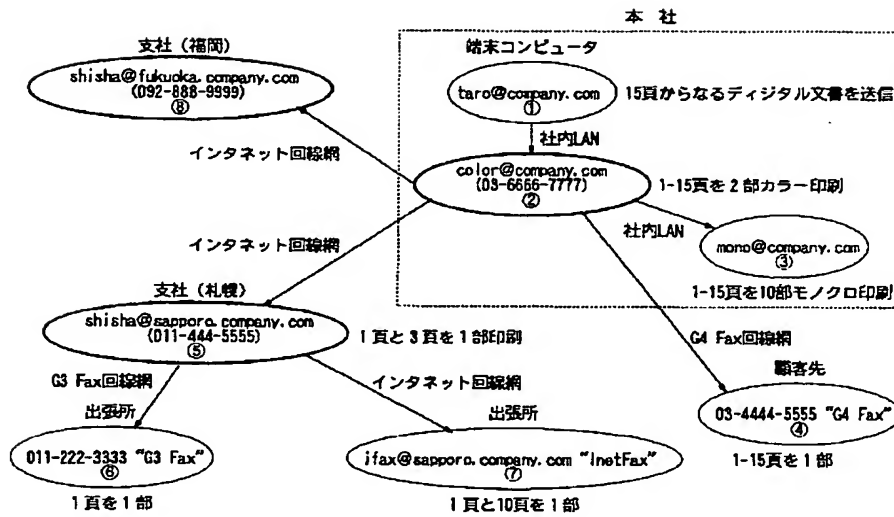 本 社
支社（福岡）
shisha@fukuoka.company.com
(092-888-9999)
⑧
端末コンピュータ
taro@company.com
①
15頁からなるディジタル文書を送信
社内LAN
インタネット回線網
color@company.com
(03-6666-7777)
②
1-15頁を2部カラー印刷
社内LAN
mono@company.com
③
1-15頁を10部モノクロ印刷
インタネット回線網
支社（札幌）
shisha@sapporo.company.com
(011-444-5555)
⑤
1頁と3頁を1部印刷
G4 Fax回線網
G3 Fax回線網
インタネット回線網
顧客先
03-4444-5555 "G4 Fax"
④
1-15頁を1部
出張所
011-222-3333 "G3 Fax"
⑥
1頁を1部
出張所
ifax@sapporo.company.com "InetFax"
⑦
1頁と10頁を1部